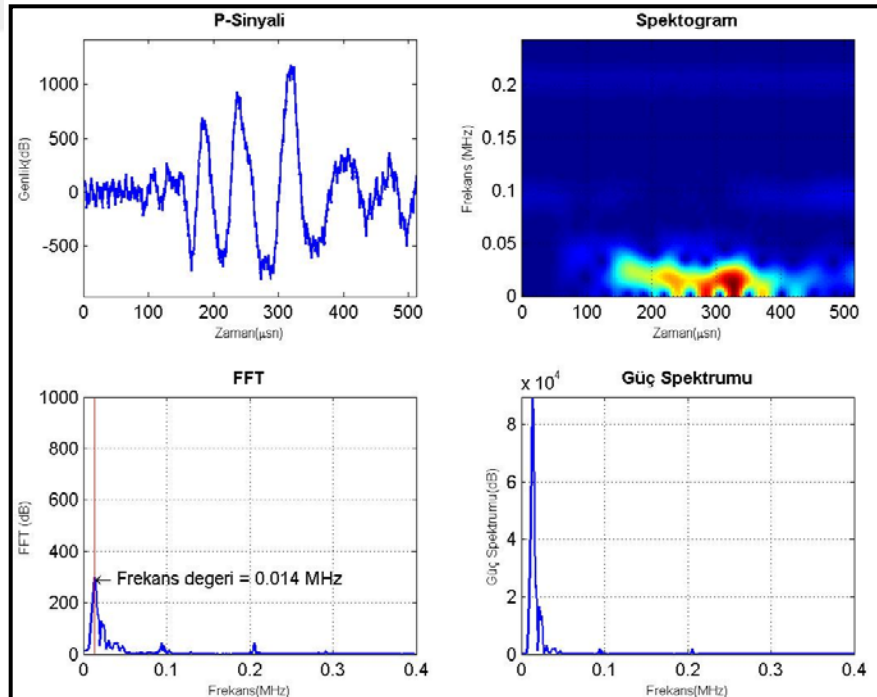 P-Sinyali
Genlik(dB)
1000
500
0
-500
0 100 200 300 400 500
Zaman(μsn)
Spektogram
Frekans (MHz)
0.2
0.15
0.1
0.05
0
0 100 200 300 400 500
Zaman(μsn)
FFT
FFT (dB)
1000
800
600
400
200
0
← Frekans degeri = 0.014 MHz
0 0.1 0.2 0.3 0.4
Frekans(MHz)
Güç Spektrumu
x 10^4
Güç Spektrumu(dB)
8
6
4
2
0
0 0.1 0.2 0.3 0.4
Frekans(MHz)